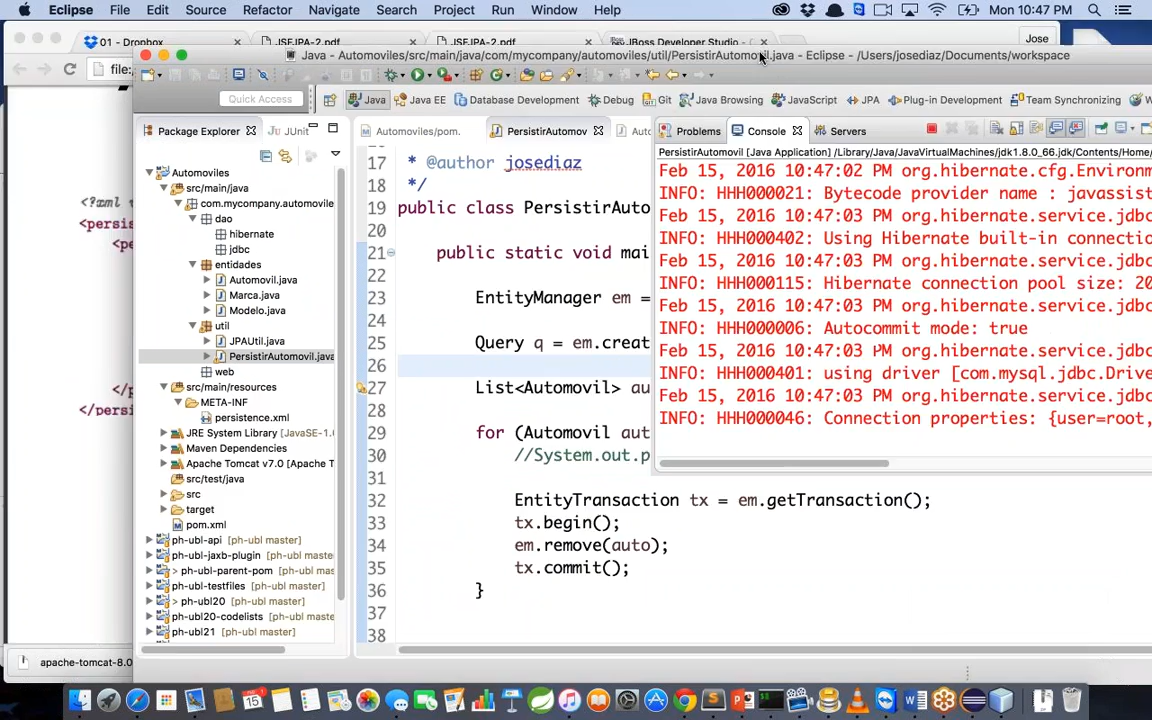 Eclipse File Edit Source Refactor Navigate Search Project Run Window Help Mon 10:47 PM
01 - Dropbox JSFJPA-2.pdf JSFJPA-2.pdf JBoss Developer Studio Jose
Java - Automoviles/src/main/java/com/mycompany/automoviles/util/PersistirAutomovil.java - Eclipse - /Users/josediaz/Documents/workspace
file:
Quick Access Java Java EE Database Development Debug Git Java Browsing JavaScript JPA Plug-in Development Team Synchronizing
Package Explorer JUnit
Automoviles/pom. PersistirAutomov Auto
Problems Console Servers
PersistirAutomovil [Java Application] /Library/Java/JavaVirtualMachines/jdk1.8.0_66.jdk/Contents/Home/
<?xml
<persis
<pe
</p
</persi
Automoviles
src/main/java
com.mycompany.automovile
dao
hibernate
jdbc
entidades
Automovil.java
Marca.java
Modelo.java
util
JPAUtil.java
PersistirAutomovil.java
web
src/main/resources
META-INF
persistence.xml
JRE System Library [JavaSE-1.
Maven Dependencies
Apache Tomcat v7.0 [Apache T
src/test/java
src
target
pom.xml
ph-ubl-api [ph-ubl master]
ph-ubl-jaxb-plugin [ph-ubl ma
> ph-ubl-parent-pom [ph-ubl
ph-ubl-testfiles [ph-ubl maste
> ph-ubl20 [ph-ubl master]
ph-ubl20-codelists [ph-ubl ma
ph-ubl21 [ph-ubl master]
17 * @author josediaz
18 */
19 public class PersistirAuto
20
21 public static void mai
22
23 EntityManager em =
24
25 Query q = em.creat
26
27 List<Automovil> au
28
29 for (Automovil aut
30 //System.out.p
31
32 EntityTransaction tx = em.getTransaction();
33 tx.begin();
34 em.remove(auto);
35 tx.commit();
36 }
37
38
Feb 15, 2016 10:47:02 PM org.hibernate.cfg.Environm
INFO: HHH000021: Bytecode provider name : javassist
Feb 15, 2016 10:47:03 PM org.hibernate.service.jdbc
INFO: HHH000402: Using Hibernate built-in connectio
Feb 15, 2016 10:47:03 PM org.hibernate.service.jdbc
INFO: HHH000115: Hibernate connection pool size: 20
Feb 15, 2016 10:47:03 PM org.hibernate.service.jdbc
INFO: HHH000006: Autocommit mode: true
Feb 15, 2016 10:47:03 PM org.hibernate.service.jdbc
INFO: HHH000401: using driver [com.mysql.jdbc.Drive
Feb 15, 2016 10:47:03 PM org.hibernate.service.jdbc
INFO: HHH000046: Connection properties: {user=root,
apache-tomcat-8.0
15